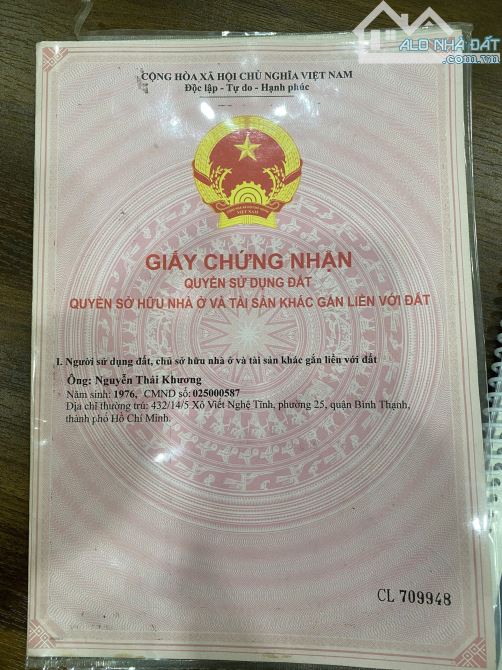 ALO NHÀ ĐẤT
.com.vn
CỘNG HÒA XÃ HỘI CHỦ NGHĨA VIỆT NAM
Độc lập - Tự do - Hạnh phúc
VIỆT NAM
GIẤY CHỨNG NHẬN
QUYỀN SỬ DỤNG ĐẤT
QUYỀN SỞ HỮU NHÀ Ở VÀ TÀI SẢN KHÁC GẮN LIỀN VỚI ĐẤT
I. Người sử dụng đất, chủ sở hữu nhà ở và tài sản khác gắn liền với đất
Ông: Nguyễn Thái Khương
Năm sinh: 1976, CMND số: 025000587
Địa chỉ thường trú: 432/14/5 Xô Viết Nghệ Tĩnh, phường 25, quận Bình Thạnh,
thành phố Hồ Chí Minh.
CL 709948